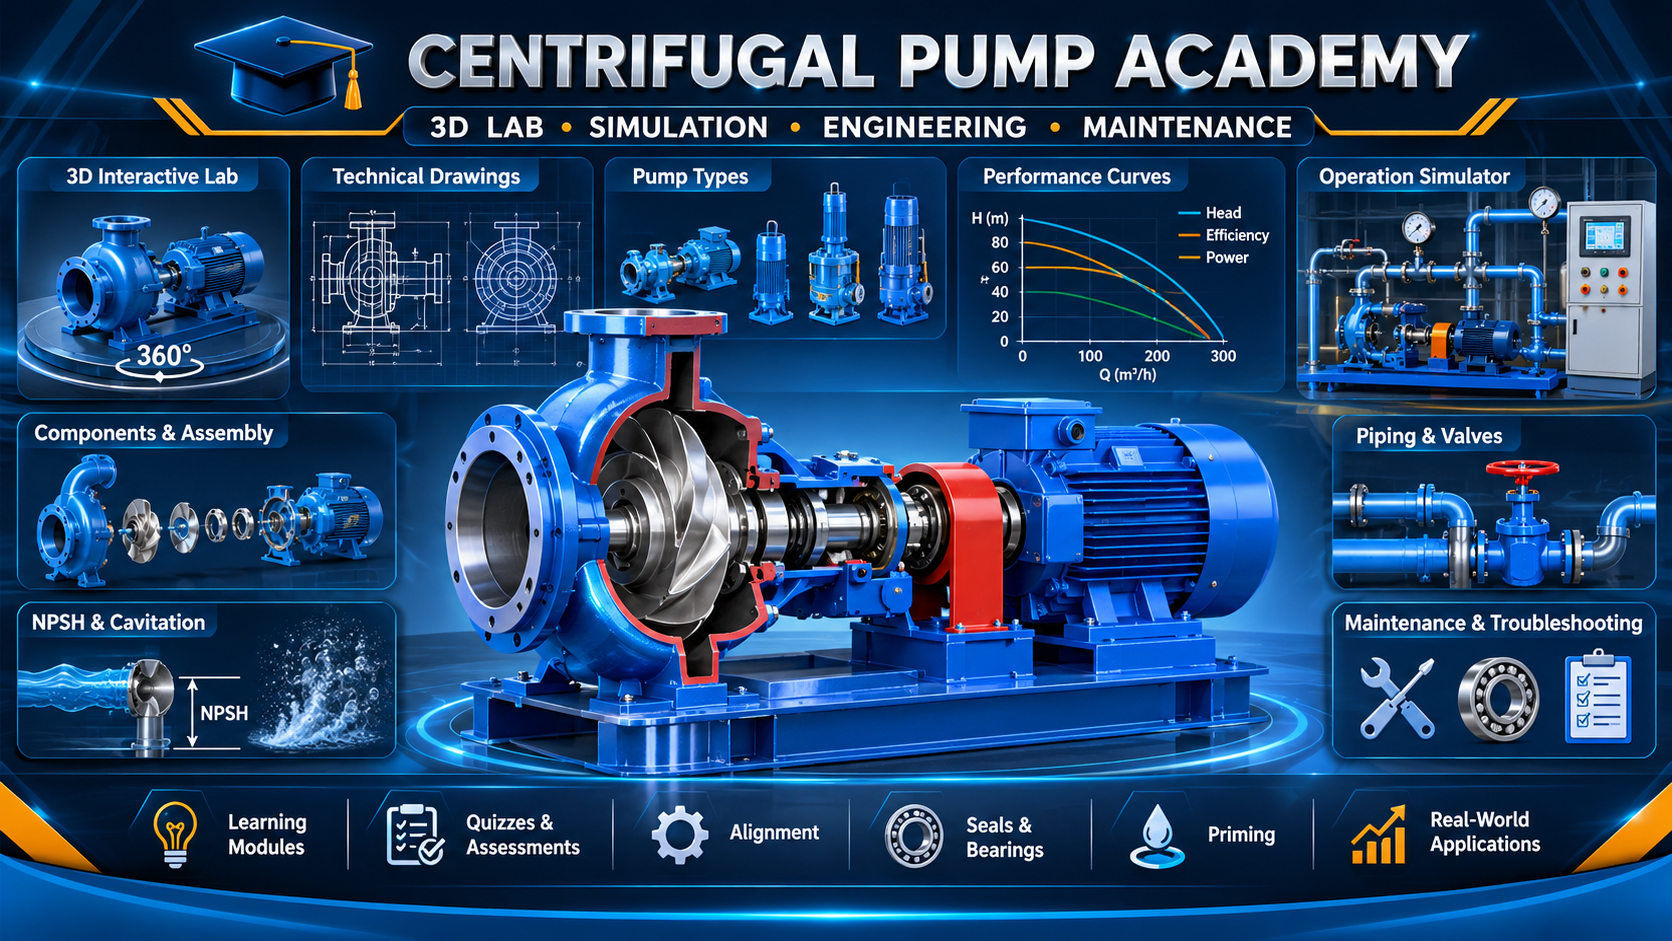 CENTRIFUGAL PUMP ACADEMY
3D LAB • SIMULATION • ENGINEERING • MAINTENANCE
3D Interactive Lab
360°
Technical Drawings
Pump Types
Performance Curves
H (m)
80
60
40
20
0
0 100 200 300
Q (m³/h)
Head
Efficiency
Power
Operation Simulator
Components & Assembly
Piping & Valves
NPSH & Cavitation
NPSH
Maintenance & Troubleshooting
Learning
Modules
Quizzes &
Assessments
Alignment
Seals &
Bearings
Priming
Real-World
Applications